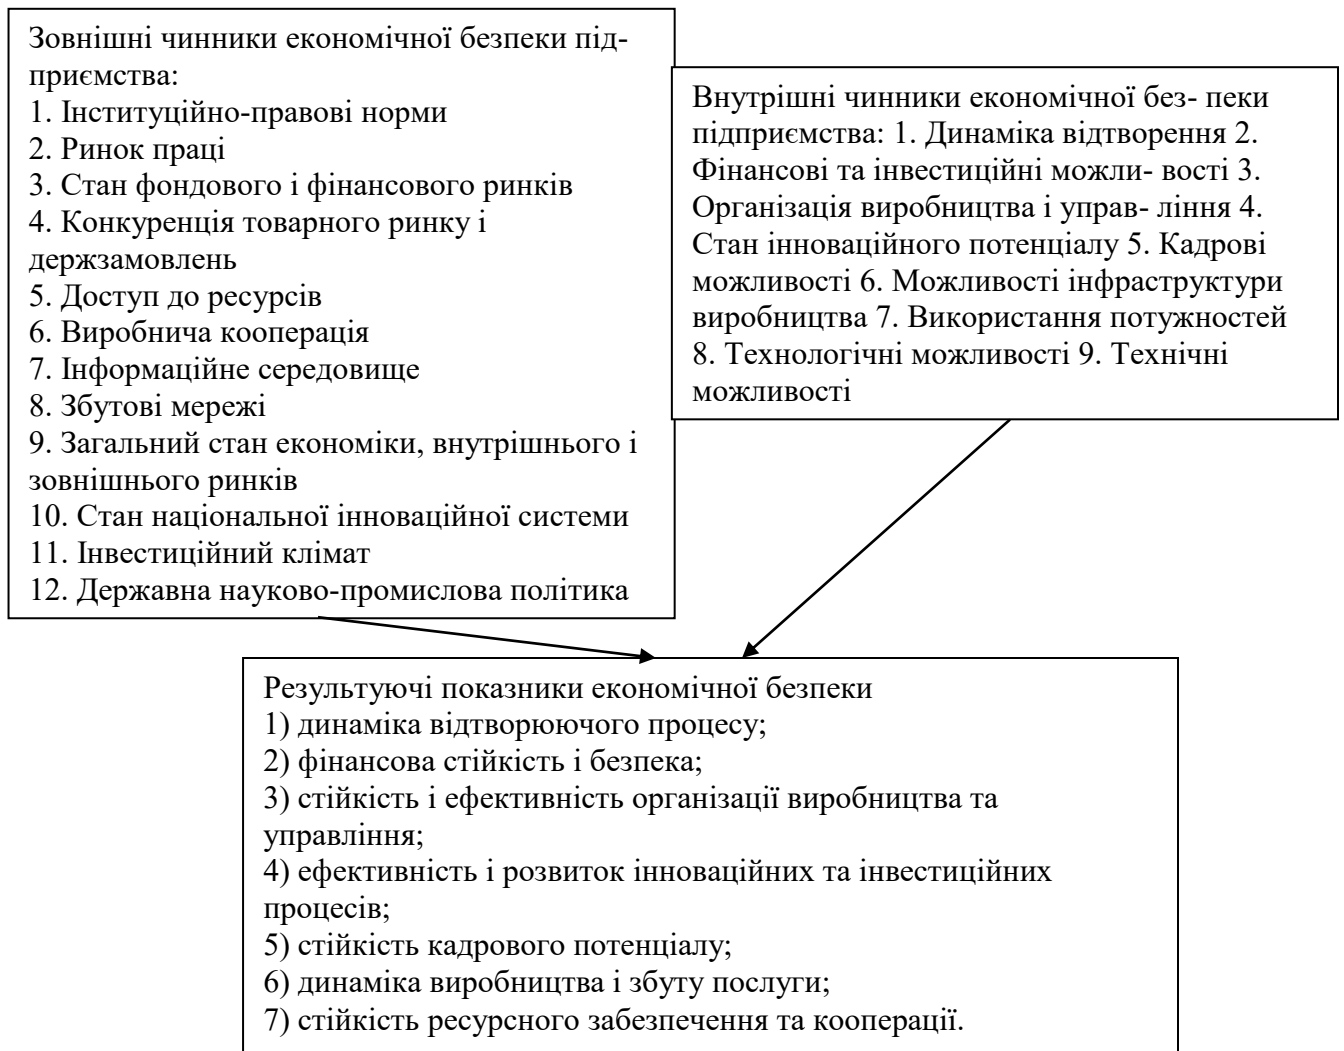 Зовнішні чинники економічної безпеки під-
приємства:
1. Інституційно-правові норми
2. Ринок праці
3. Стан фондового і фінансового ринків
4. Конкуренція товарного ринку і
держзамовлень
5. Доступ до ресурсів
6. Виробнича кооперація
7. Інформаційне середовище
8. Збутові мережі
9. Загальний стан економіки, внутрішнього і
зовнішнього ринків
10. Стан національної інноваційної системи
11. Інвестиційний клімат
12. Державна науково-промислова політика
Внутрішні чинники економічної без- пеки
підприємства: 1. Динаміка відтворення 2.
Фінансові та інвестиційні можли- вості 3.
Організація виробництва і управ- ління 4.
Стан інноваційного потенціалу 5. Кадрові
можливості 6. Можливості інфраструктури
виробництва 7. Використання потужностей
8. Технологічні можливості 9. Технічні
можливості
Результуючі показники економічної безпеки
1) динаміка відтворюючого процесу;
2) фінансова стійкість і безпека;
3) стійкість і ефективність організації виробництва та
управління;
4) ефективність і розвиток інноваційних та інвестиційних
процесів;
5) стійкість кадрового потенціалу;
6) динаміка виробництва і збуту послуги;
7) стійкість ресурсного забезпечення та кооперації.